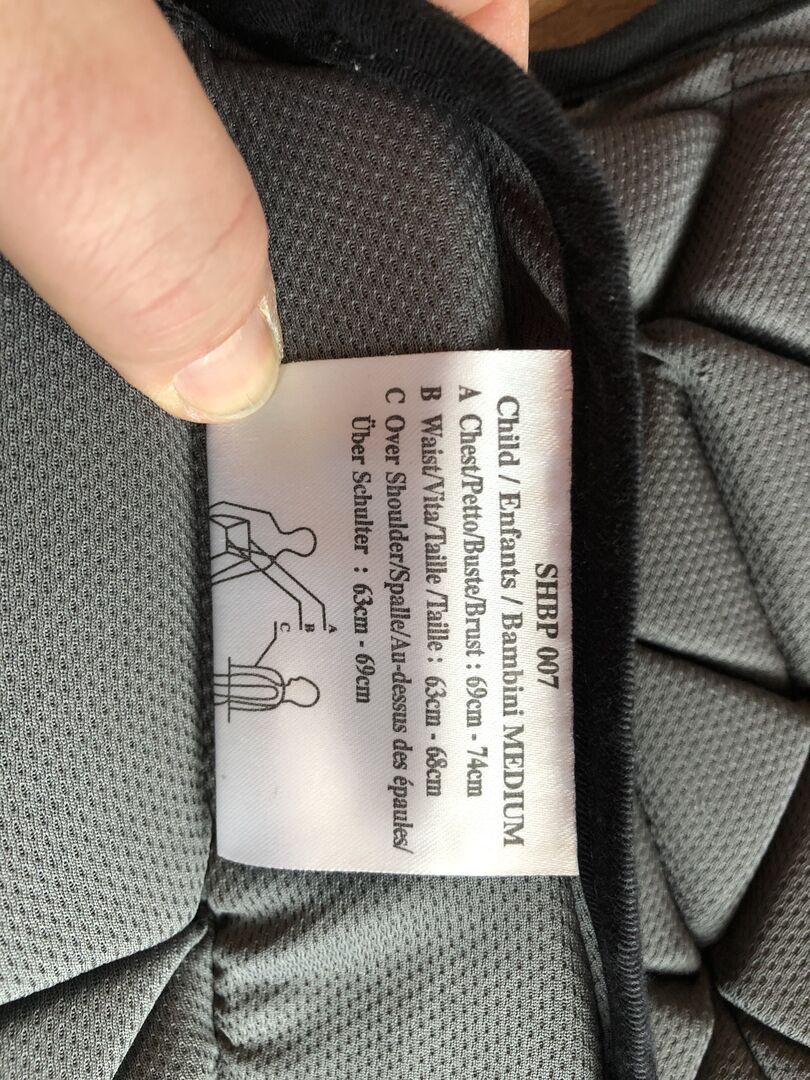 SHBP 007
Child / Enfants / Bambini MEDIUM
A Chest/Petto/Buste/Brust : 69cm - 74cm
B Waist/Vita/Taille /Taille : 63cm - 68cm
C Over Shoulder/Spalle/Au-dessus des épaules/
Über Schulter : 63cm - 69cm
A
B
C